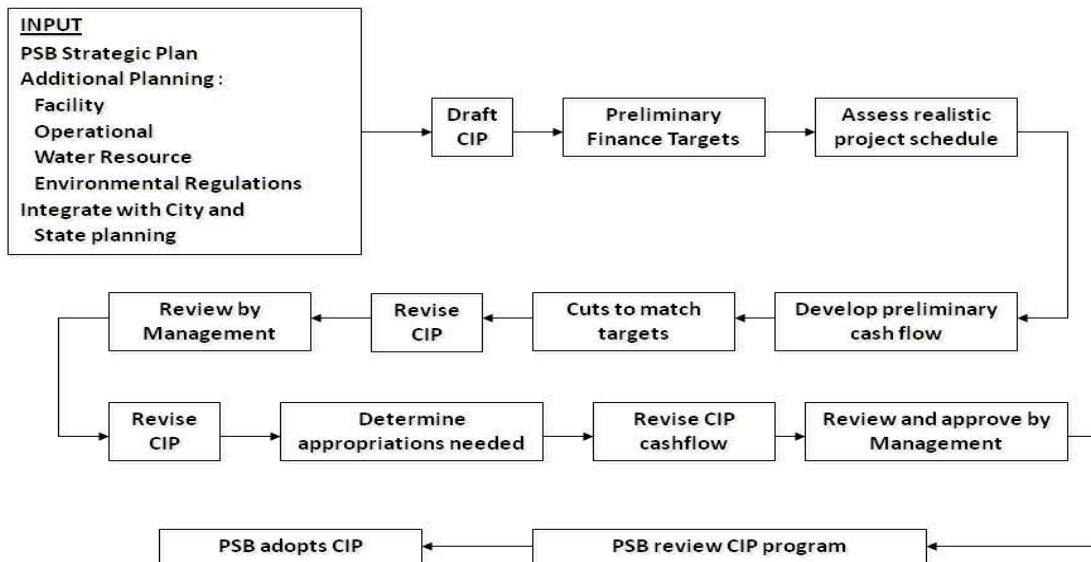 INPUT
PSB Strategic Plan
Additional Planning :
Facility
Operational
Water Resource
Environmental Regulations
Integrate with City and
State planning
Draft
CIP
Preliminary
Finance Targets
Assess realistic
project schedule
Develop preliminary
cash flow
Cuts to match
targets
Revise
CIP
Review by
Management
Revise
CIP
Determine
appropriations needed
Revise CIP
cashflow
Review and approve by
Management
PSB review CIP program
PSB adopts CIP